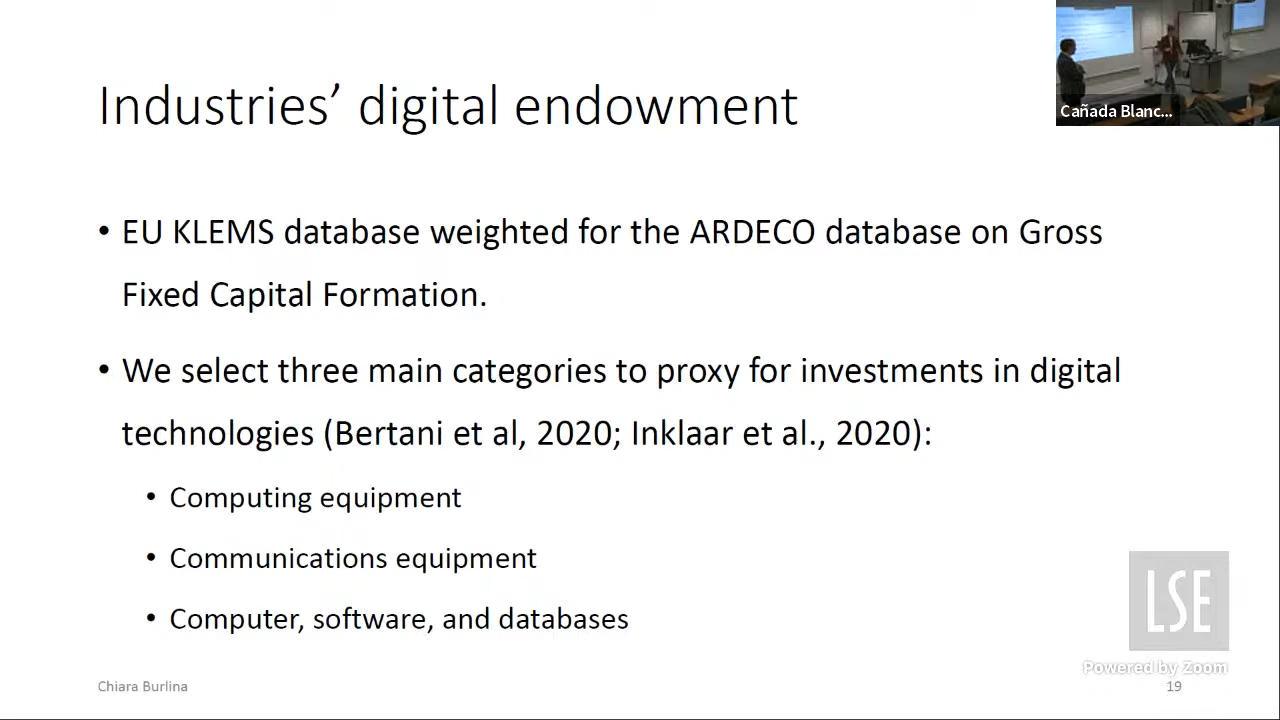 Cañada Blanc...
Industries’ digital endowment
• EU KLEMS database weighted for the ARDECO database on Gross
Fixed Capital Formation.
• We select three main categories to proxy for investments in digital
technologies (Bertani et al, 2020; Inklaar et al., 2020):
• Computing equipment
• Communications equipment
• Computer, software, and databases
LSE
Powered by Zoom
Chiara Burlina
19